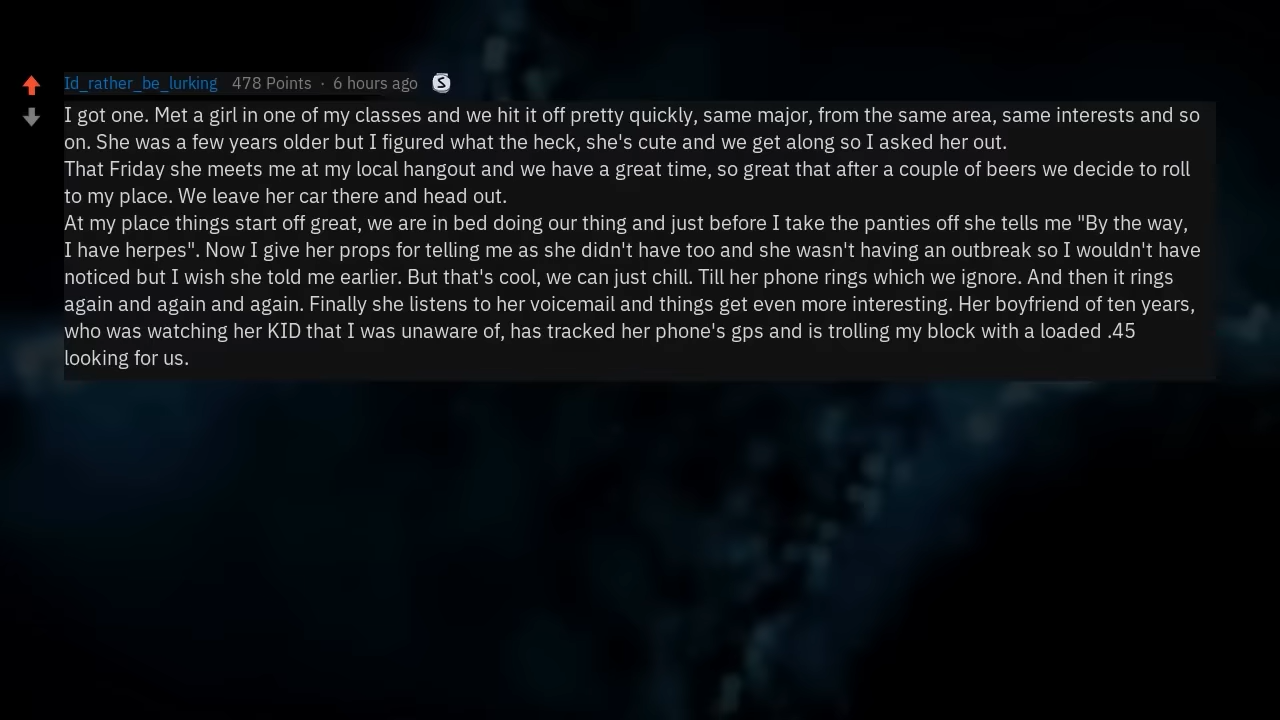 Id_rather_be_lurking 478 Points · 6 hours ago S
I got one. Met a girl in one of my classes and we hit it off pretty quickly, same major, from the same area, same interests and so
on. She was a few years older but I figured what the heck, she's cute and we get along so I asked her out.
That Friday she meets me at my local hangout and we have a great time, so great that after a couple of beers we decide to roll
to my place. We leave her car there and head out.
At my place things start off great, we are in bed doing our thing and just before I take the panties off she tells me "By the way,
I have herpes". Now I give her props for telling me as she didn't have too and she wasn't having an outbreak so I wouldn't have
noticed but I wish she told me earlier. But that's cool, we can just chill. Till her phone rings which we ignore. And then it rings
again and again and again. Finally she listens to her voicemail and things get even more interesting. Her boyfriend of ten years,
who was watching her KID that I was unaware of, has tracked her phone's gps and is trolling my block with a loaded .45
looking for us.